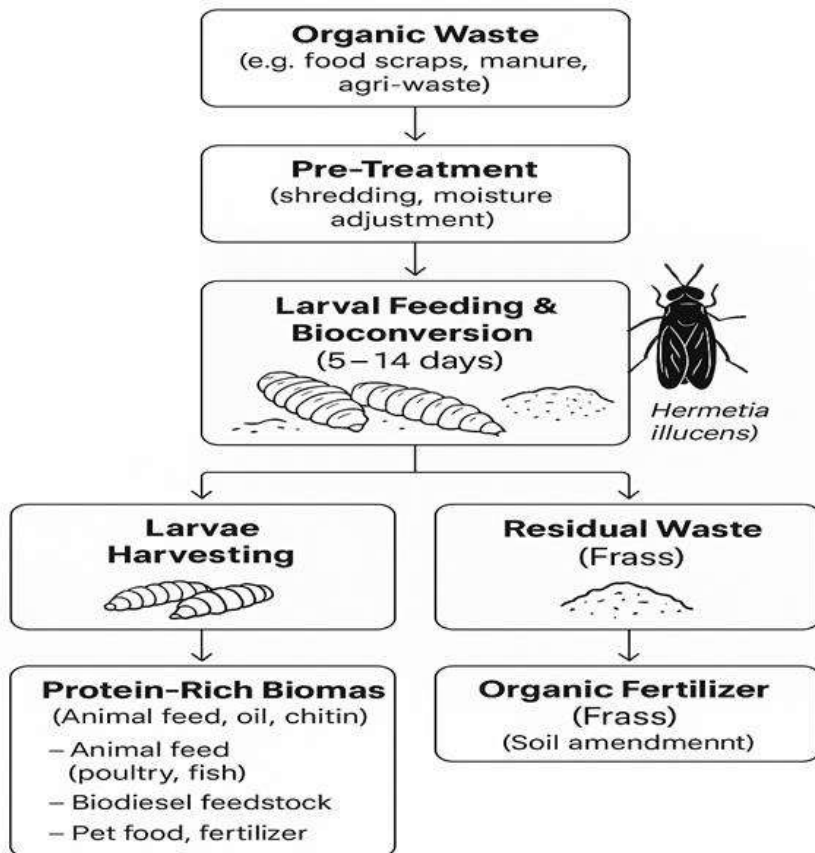 Organic Waste
(e.g. food scraps, manure,
agri-waste)
Pre-Treatment
(shredding, moisture
adjustment)
Larval Feeding &
Bioconversion
(5–14 days)
Hermetia
illucens)
Larvae
Harvesting
Residual Waste
(Frass)
Protein-Rich Biomas
(Animal feed, oil, chitin)
– Animal feed
(poultry, fish)
– Biodiesel feedstock
– Pet food, fertilizer
Organic Fertilizer
(Frass)
(Soil amendmennt)